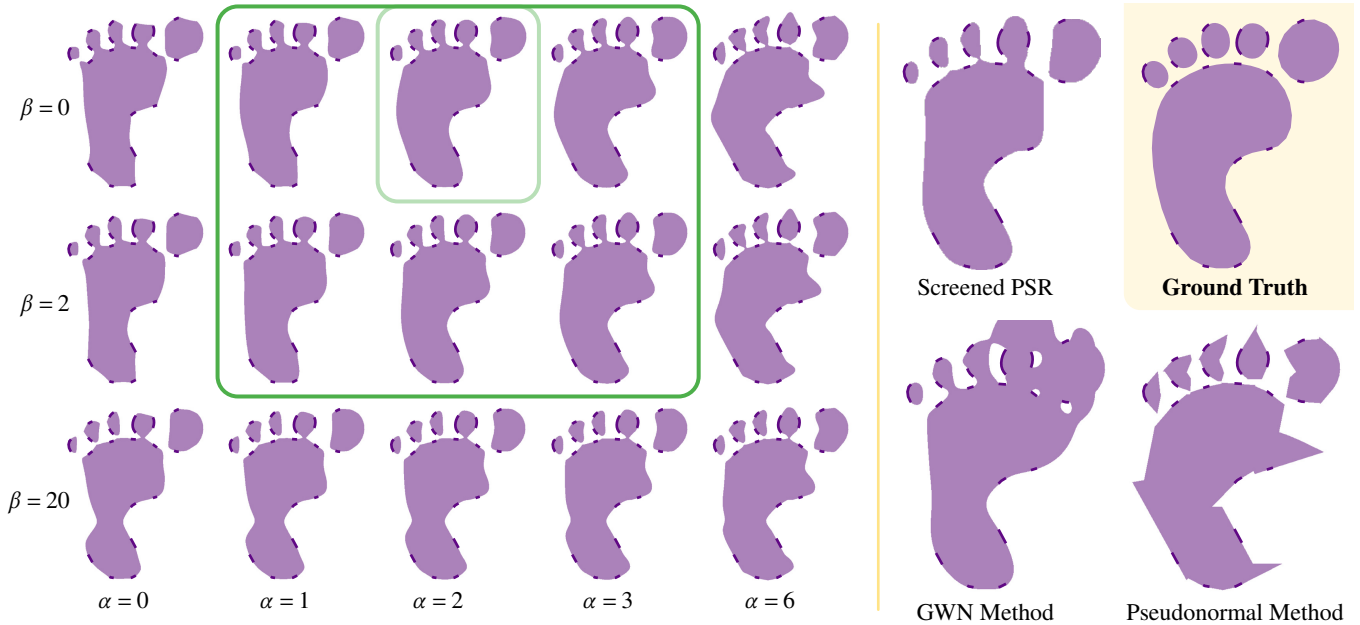 β = 0
β = 2
β = 20
α = 0
α = 1
α = 2
α = 3
α = 6
Screened PSR
Ground Truth
GWN Method
Pseudonormal Method